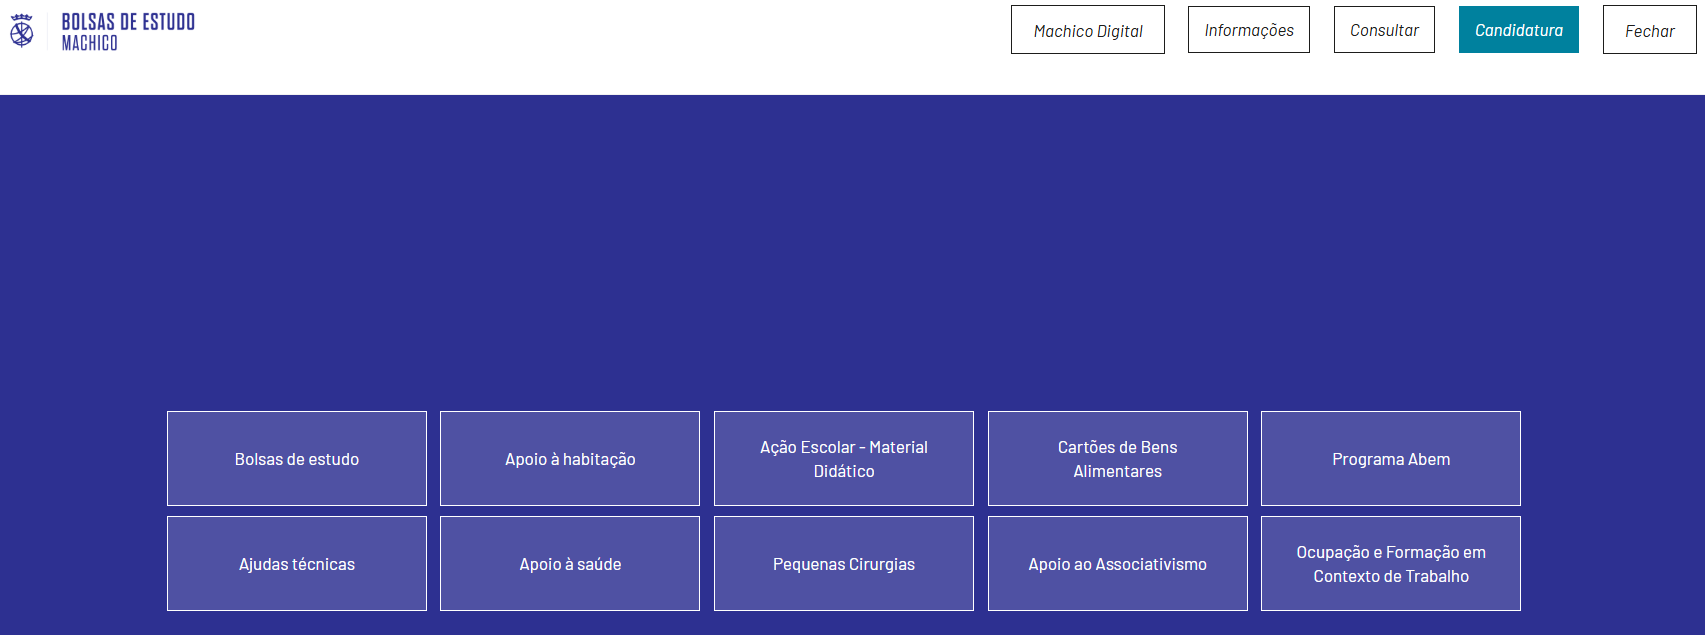 BOLSAS DE ESTUDO
MACHICO
Machico Digital
Informações
Consultar
Candidatura
Fechar
Bolsas de estudo
Apoio à habitação
Ação Escolar - Material
Didático
Cartões de Bens
Alimentares
Programa Abem
Ajudas técnicas
Apoio à saúde
Pequenas Cirurgias
Apoio ao Associativismo
Ocupação e Formação em
Contexto de Trabalho